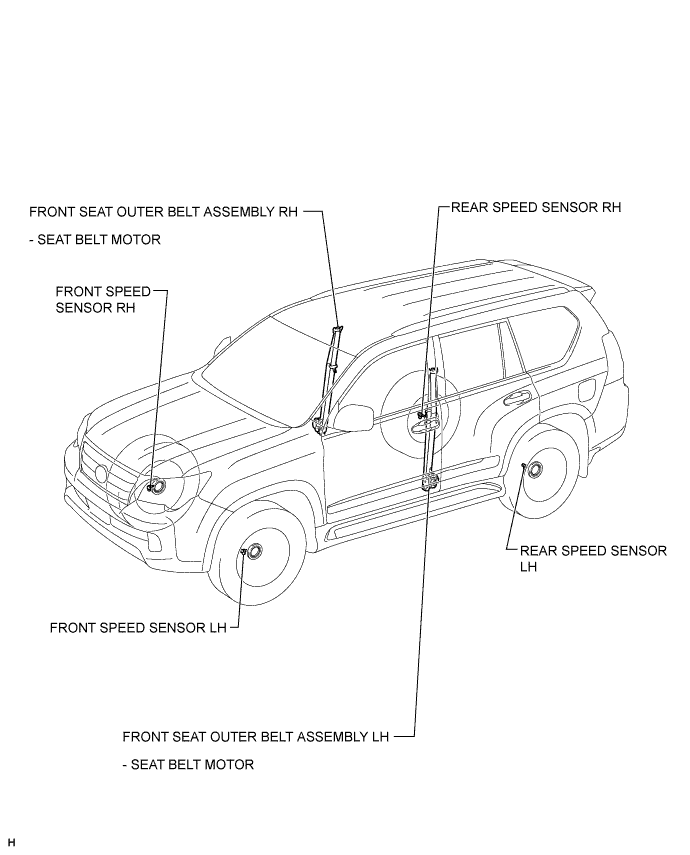 FRONT SEAT OUTER BELT ASSEMBLY RH
- SEAT BELT MOTOR
REAR SPEED SENSOR RH
FRONT SPEED
SENSOR RH
REAR SPEED SENSOR
LH
FRONT SPEED SENSOR LH
FRONT SEAT OUTER BELT ASSEMBLY LH
- SEAT BELT MOTOR
H